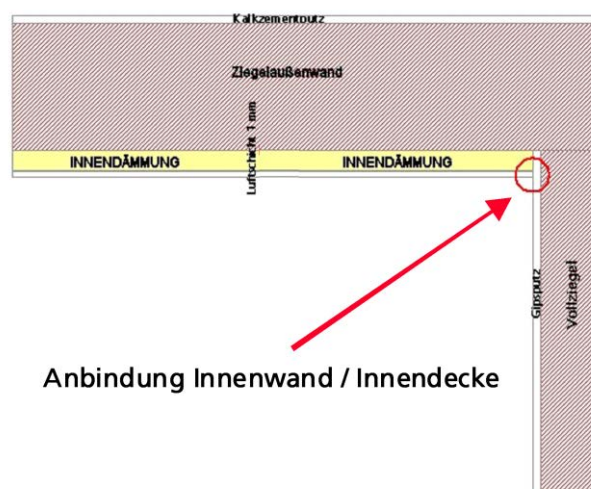 Kalkzementputz
Ziegelaußenwand
Luftschicht 1 mm
INNENDÄMMUNG INNENDÄMMUNG
Gipsputz
Vollziegel
Anbindung Innenwand / Innendecke